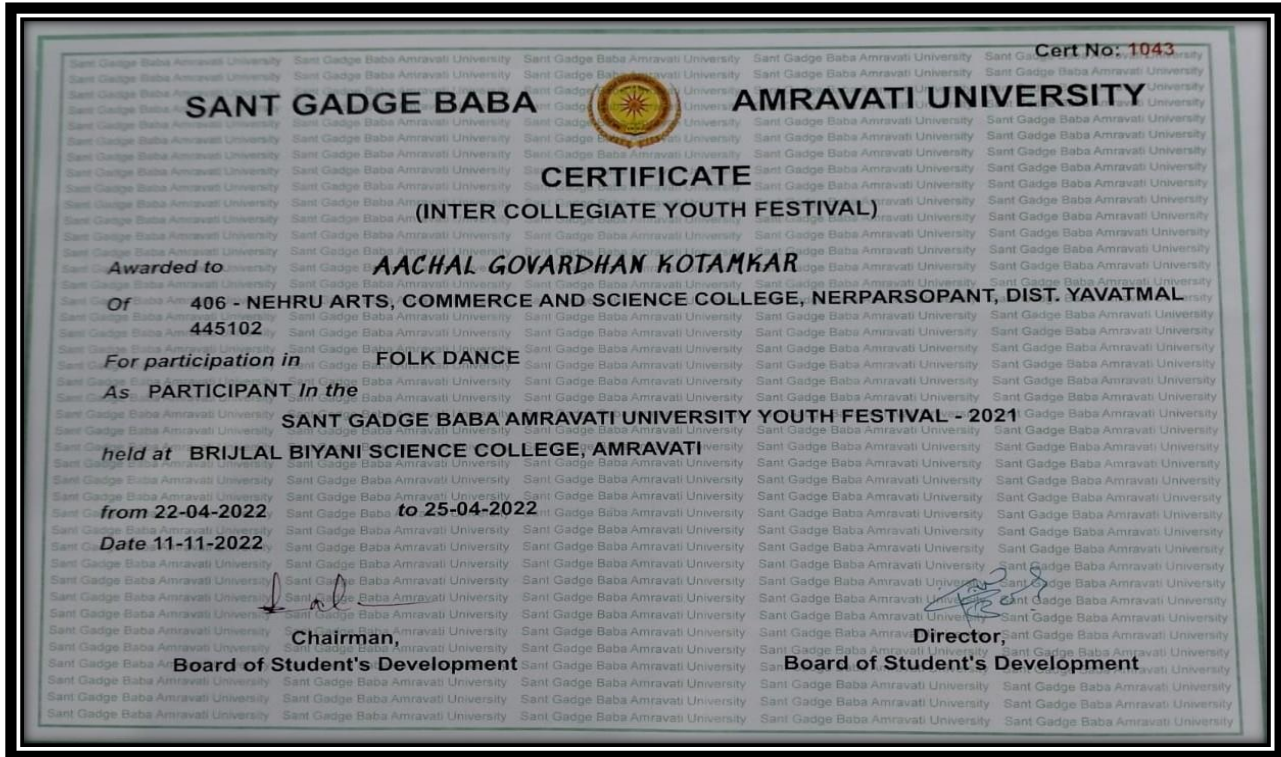 Cert No: 1043
SANT GADGE BABA AMRAVATI UNIVERSITY
CERTIFICATE
(INTER COLLEGIATE YOUTH FESTIVAL)
Awarded to AACHAL GOVARDHAN KOTAMKAR
Of 406 - NEHRU ARTS, COMMERCE AND SCIENCE COLLEGE, NERPARSOPANT, DIST. YAVATMAL
445102
For participation in FOLK DANCE
As PARTICIPANT In the
SANT GADGE BABA AMRAVATI UNIVERSITY YOUTH FESTIVAL - 2021
held at BRIJLAL BIYANI SCIENCE COLLEGE, AMRAVATI
from 22-04-2022 to 25-04-2022
Date 11-11-2022
Chairman, Director,
Board of Student's Development Board of Student's Development